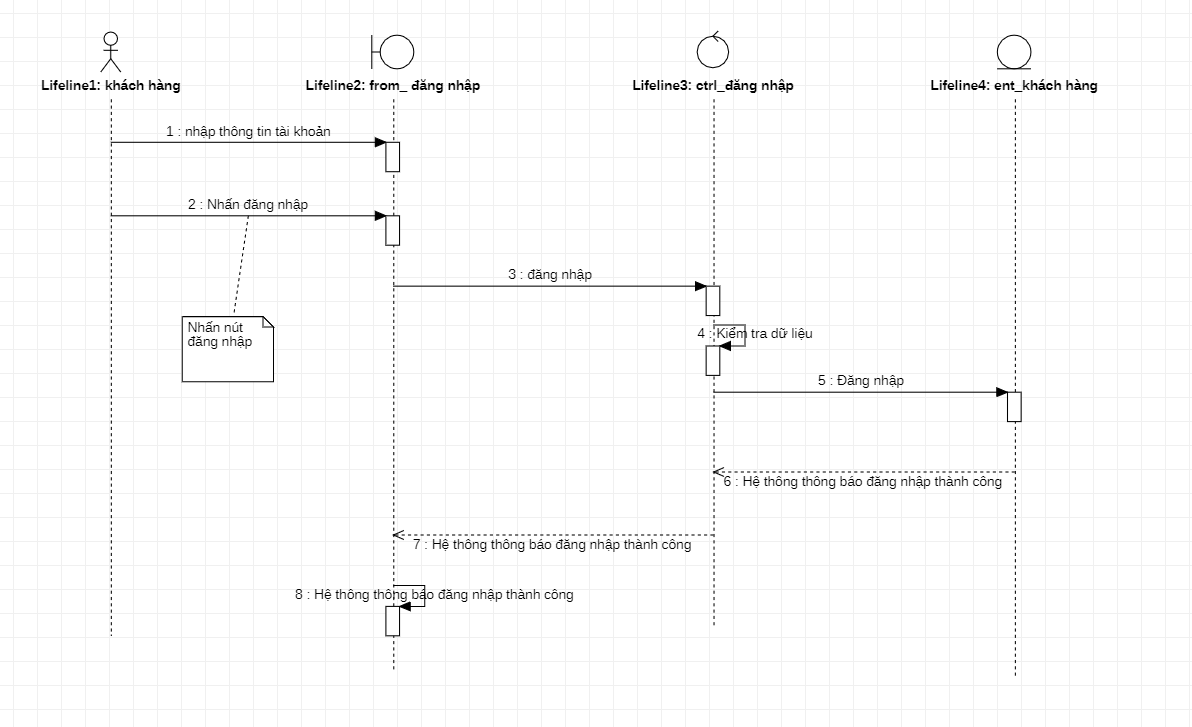 Lifeline1: khách hàng
Lifeline2: from_ đăng nhập
Lifeline3: ctrl_đăng nhập
Lifeline4: ent_khách hàng
1 : nhập thông tin tài khoản
2 : Nhấn đăng nhập
3 : đăng nhập
Nhấn nút
đăng nhập
4 : Kiểm tra dữ liệu
5 : Đăng nhập
6 : Hệ thông thông báo đăng nhập thành công
7 : Hệ thông thông báo đăng nhập thành công
8 : Hệ thông thông báo đăng nhập thành công